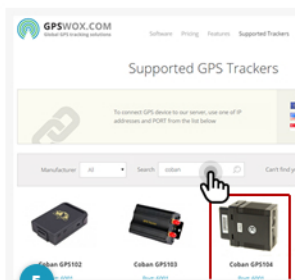 GPSWOX.COM
Global GPS tracking solutions
Software Pricing Features Supported Trackers
Supported GPS Trackers
To connect GPS device to our server, use one of IP
addresses and PORT from the list below
Manufacturer All Search coban Can't find y
Coban GPS102 Coban GPS103 Coban GPS104
5